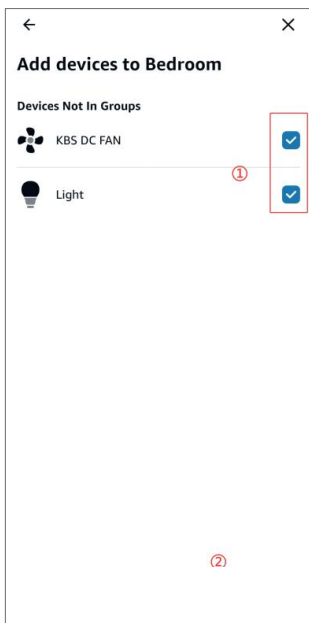 Add devices to Bedroom
Devices Not In Groups
KBS DC FAN
①
Light
②